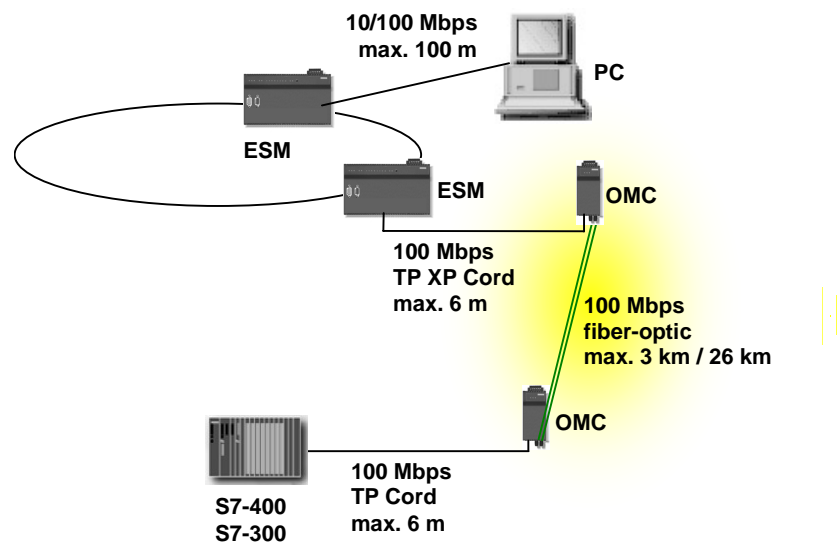 10/100 Mbps
max. 100 m
PC
ESM
ESM
OMC
100 Mbps
TP XP Cord
max. 6 m
100 Mbps
fiber-optic
max. 3 km / 26 km
OMC
100 Mbps
TP Cord
max. 6 m
S7-400
S7-300